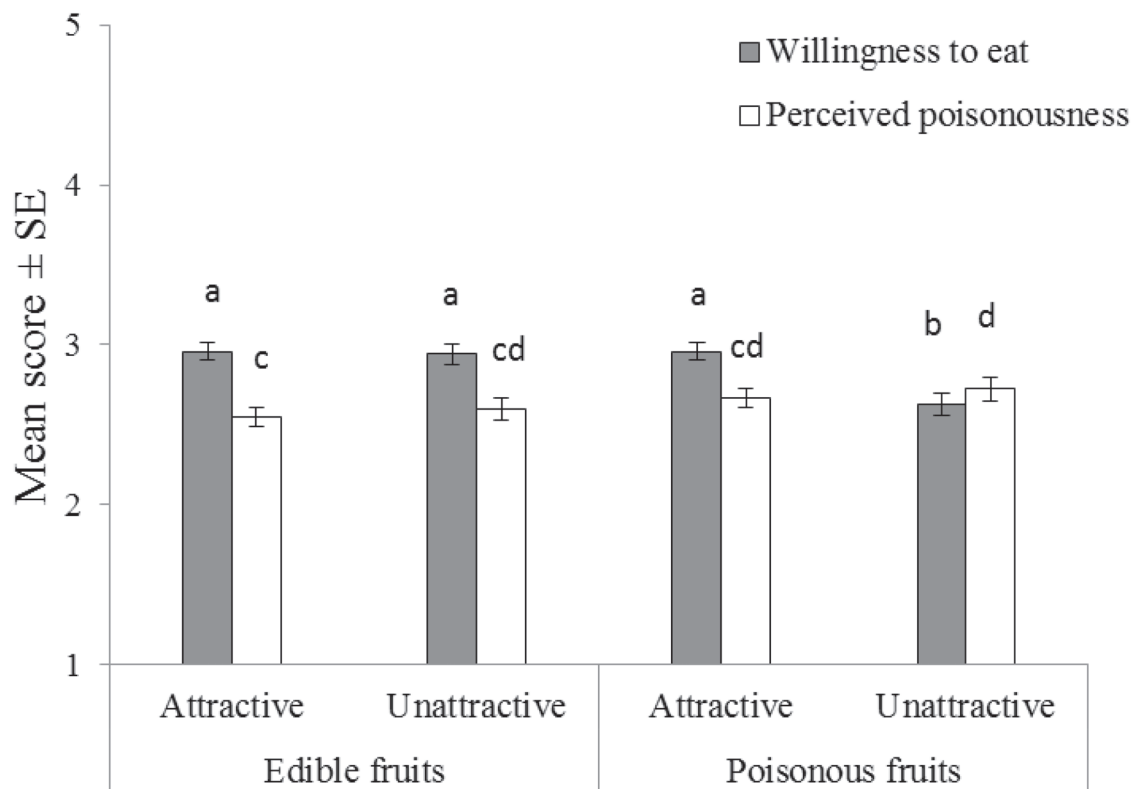 5
Willingness to eat
Perceived poisonousness
4
3
2
1
Mean score ± SE
a
c
a
cd
a
cd
b
d
Attractive
Unattractive
Attractive
Unattractive
Edible fruits
Poisonous fruits